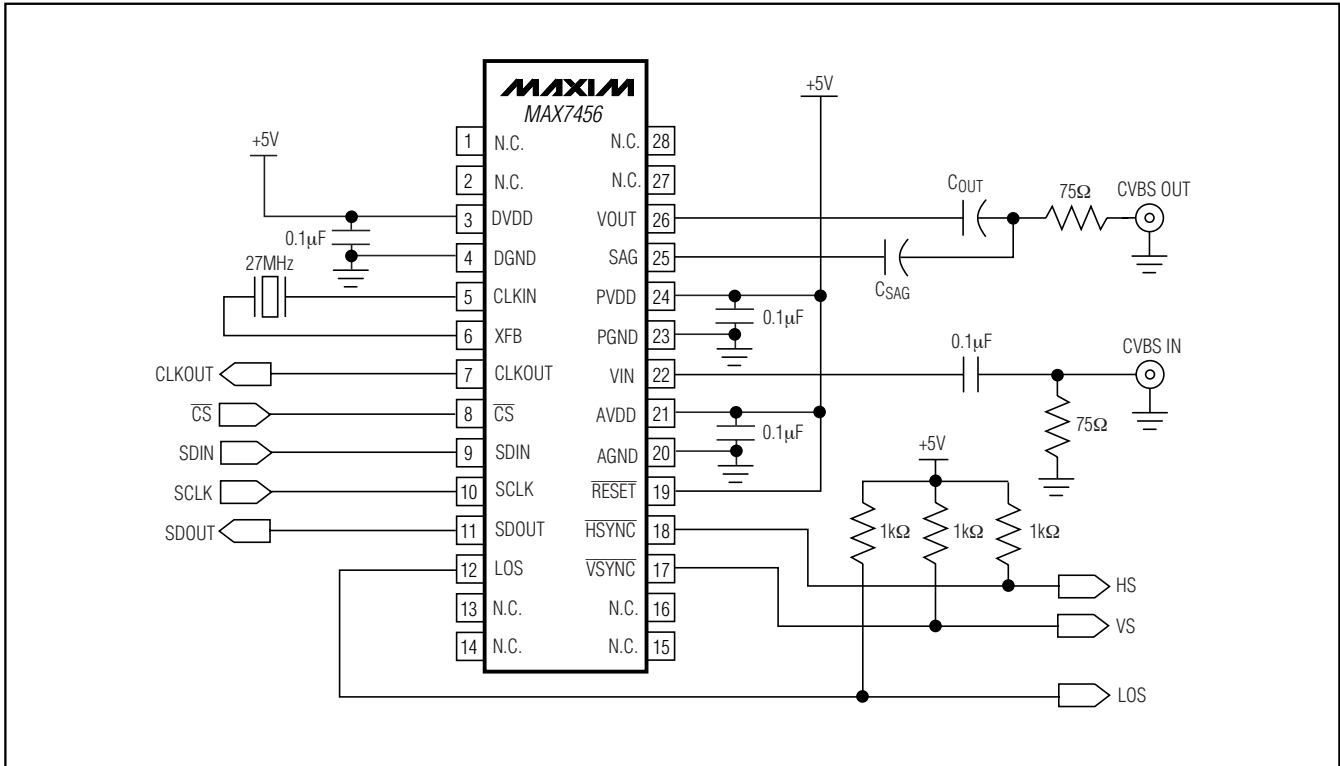 MAXIM
MAX7456
+5V
+5V
1 N.C. N.C. 28
2 N.C. N.C. 27
3 DVDD VOUT 26
4 DGND SAG 25
5 CLKIN PVDD 24
6 XFB PGND 23
7 CLKOUT VIN 22
8 CS AVDD 21
9 SDIN AGND 20
10 SCLK RESET 19
11 SDOUT HSYNC 18
12 LOS VSYNC 17
13 N.C. N.C. 16
14 N.C. N.C. 15
0.1μF
27MHz
CLKOUT
CS
SDIN
SCLK
SDOUT
COUT
75Ω
CVBS OUT
CSAG
0.1μF
0.1μF
CVBS IN
75Ω
0.1μF
+5V
1kΩ 1kΩ 1kΩ
HS
VS
LOS